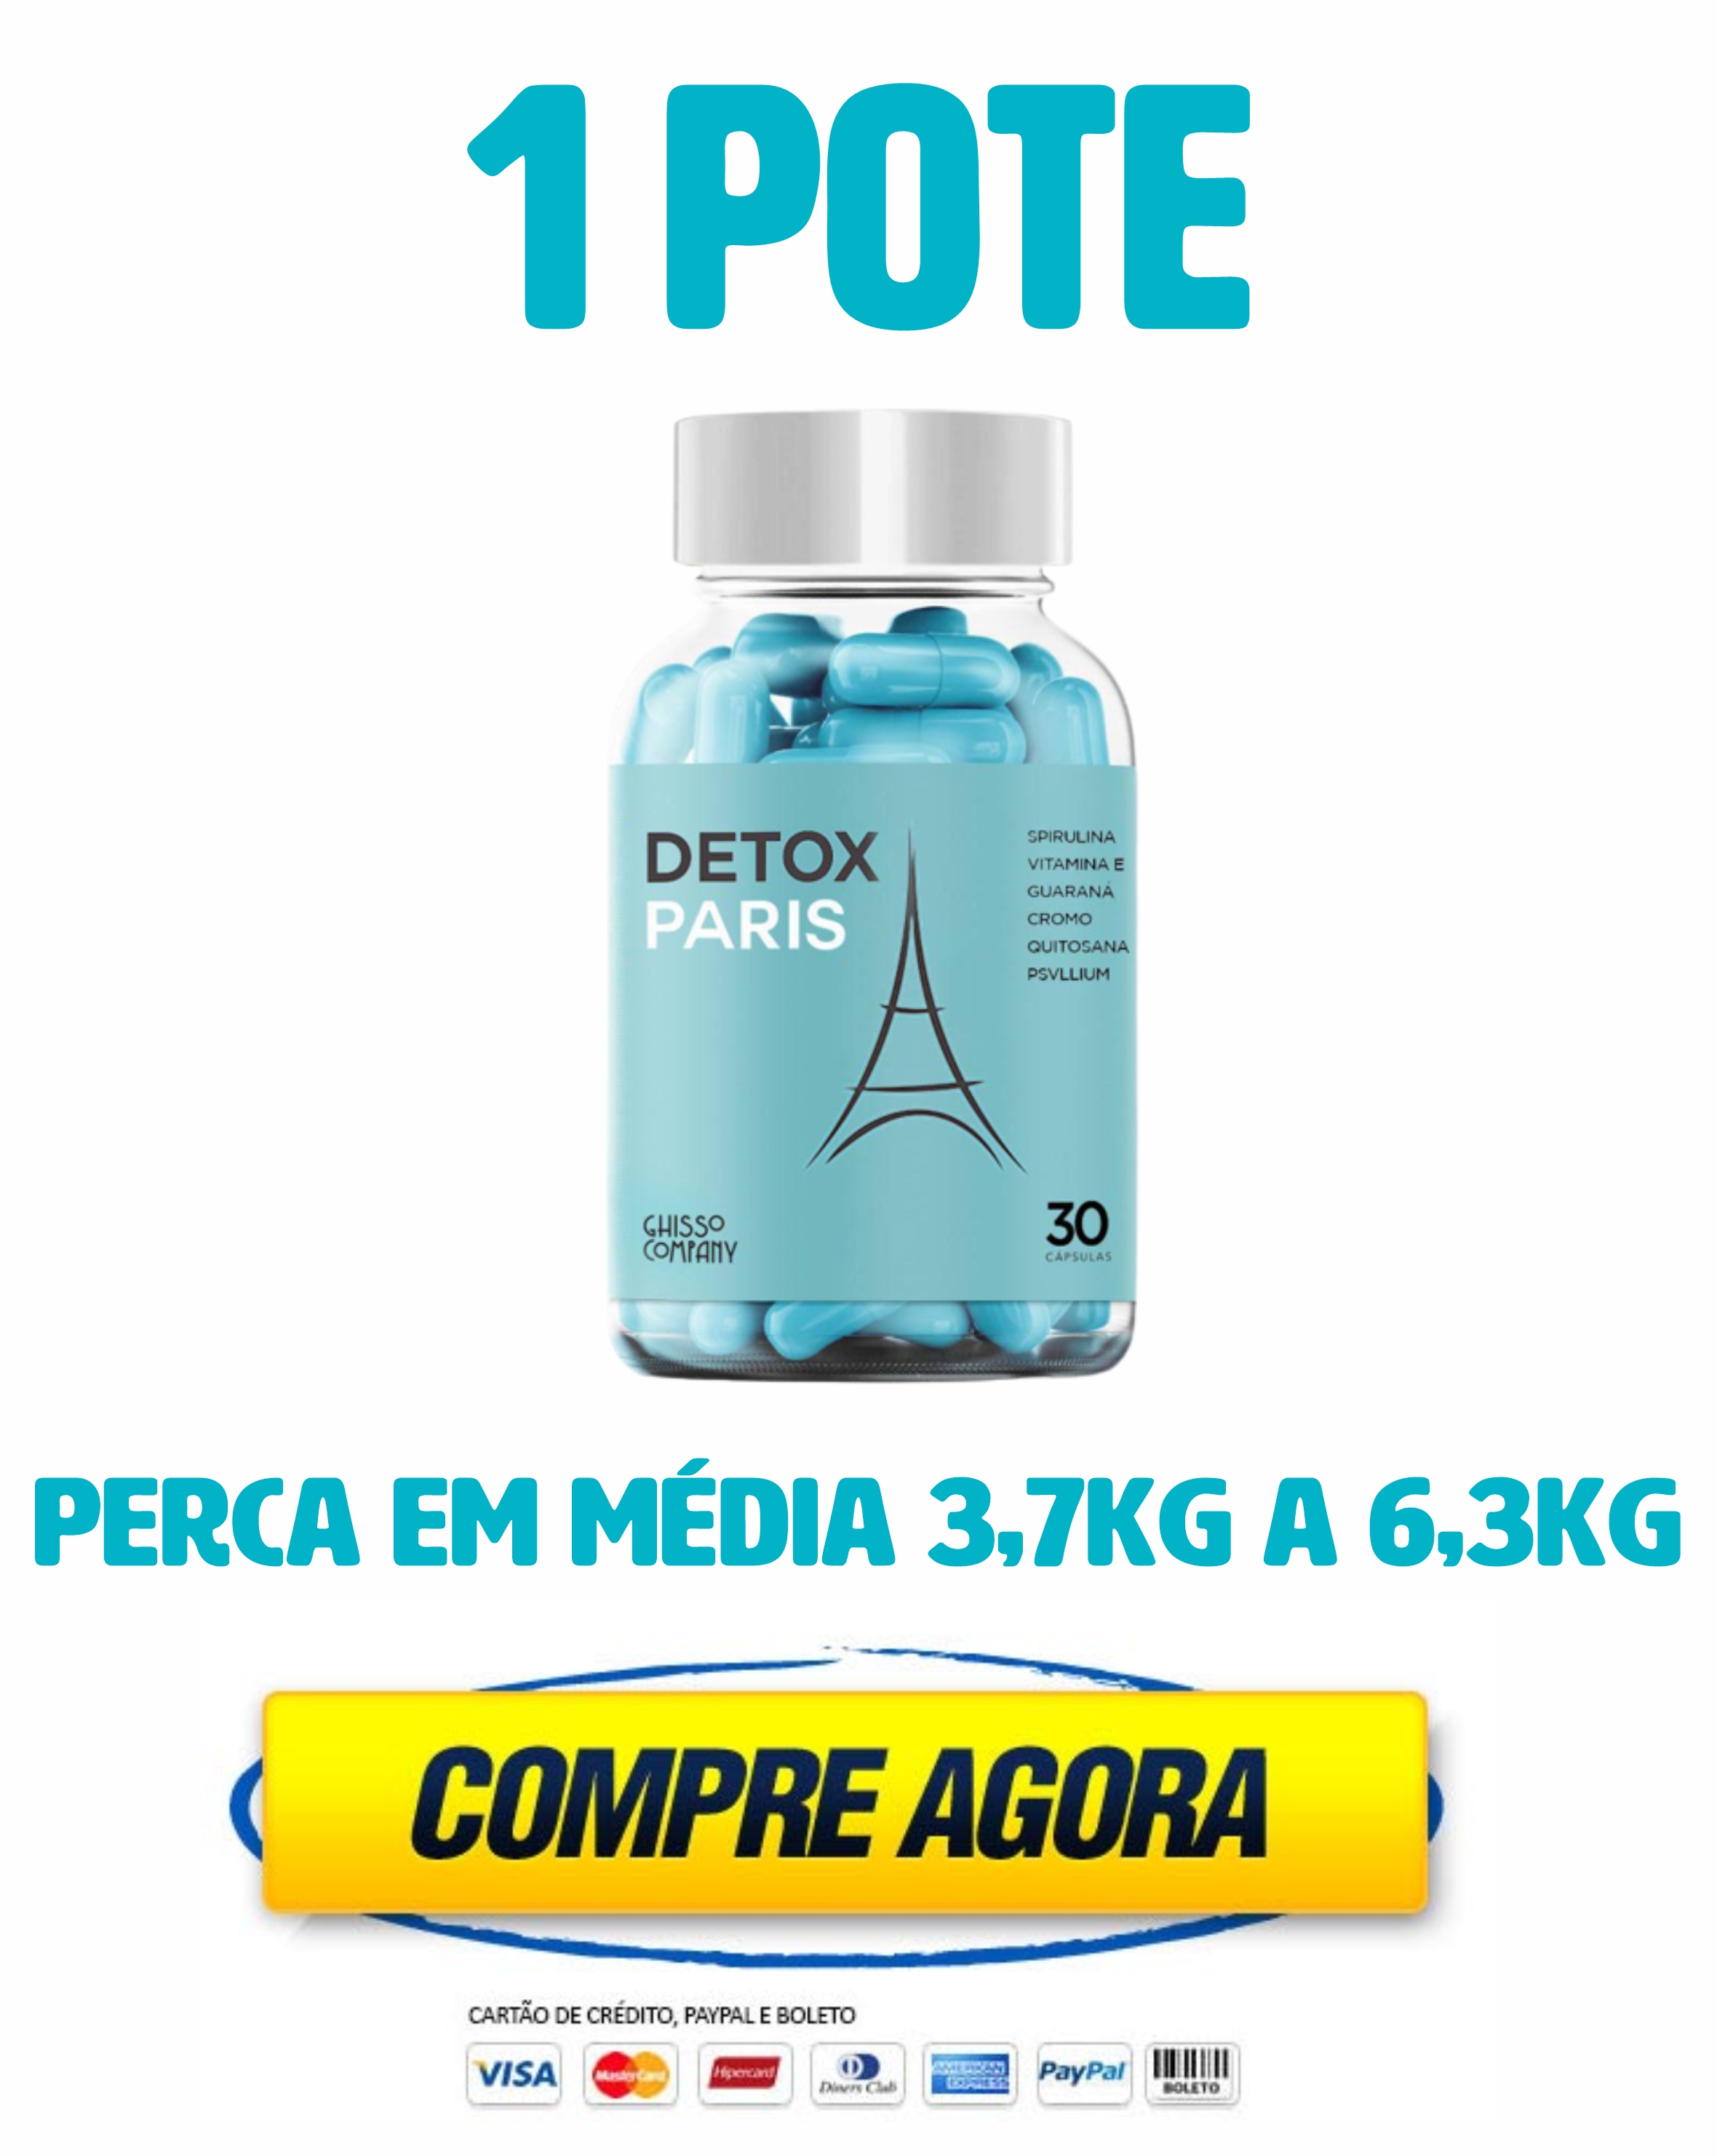 1 POTE
DETOX
PARIS
SPIRULINA
VITAMINA E
GUARANÁ
CROMO
QUITOSANA
PSVLLIUM
GHISSO
COMPANY
30
CÁPSULAS
PERCA EM MÉDIA 3,7KG A 6,3KG
COMPRE AGORA
CARTÃO DE CRÉDITO, PAYPAL E BOLETO
VISA MasterCard Hipercard Diners Club AMERICAN EXPRESS PayPal BOLETO